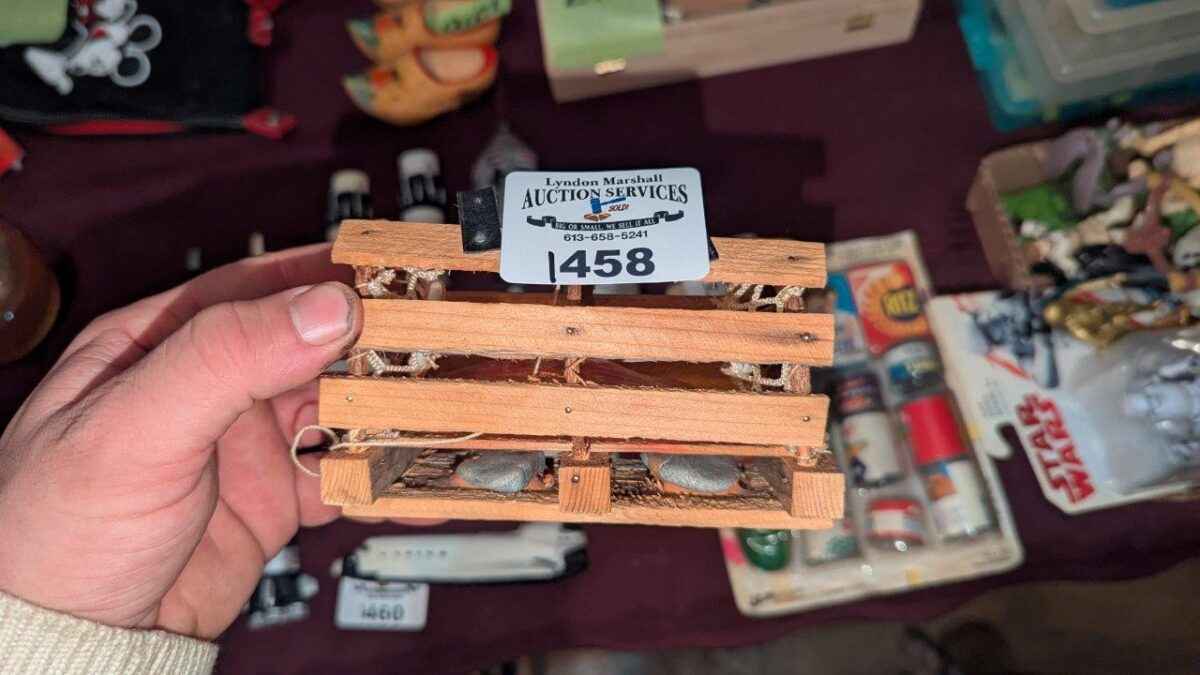 Lyndon Marshall
AUCTION SERVICES
SOLD!
BIG OR SMALL, WE SELL IT ALL
613-658-5241
1458
RIZ
STAR
WARS
1460